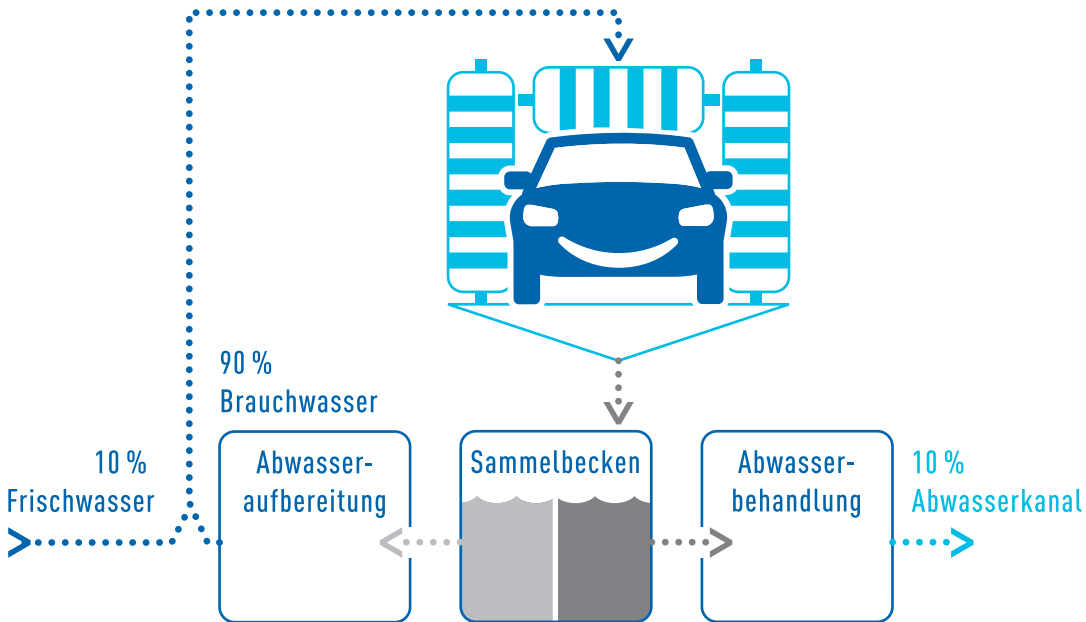 90 %
Brauchwasser
10 %
Frischwasser
Abwasser-
aufbereitung
Sammelbecken
Abwasser-
behandlung
10 %
Abwasserkanal